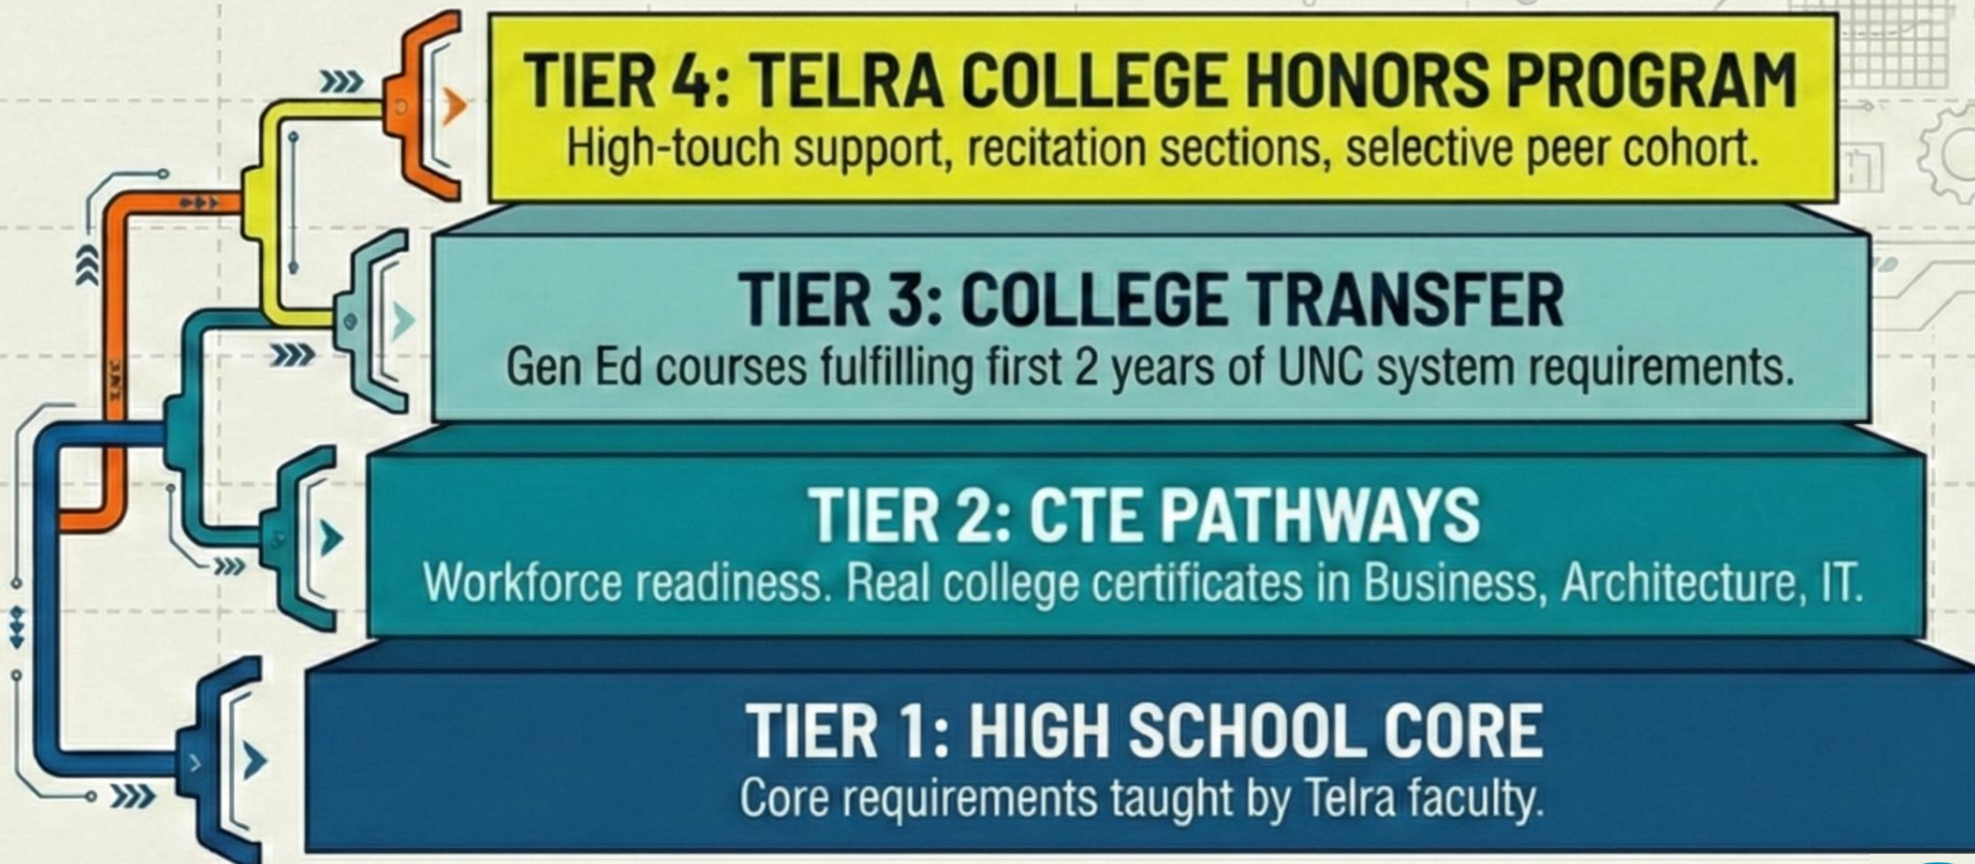 TIER 4: TELRA COLLEGE HONORS PROGRAM
High-touch support, recitation sections, selective peer cohort.
TIER 3: COLLEGE TRANSFER
Gen Ed courses fulfilling first 2 years of UNC system requirements.
TIER 2: CTE PATHWAYS
Workforce readiness. Real college certificates in Business, Architecture, IT.
TIER 1: HIGH SCHOOL CORE
Core requirements taught by Telra faculty.